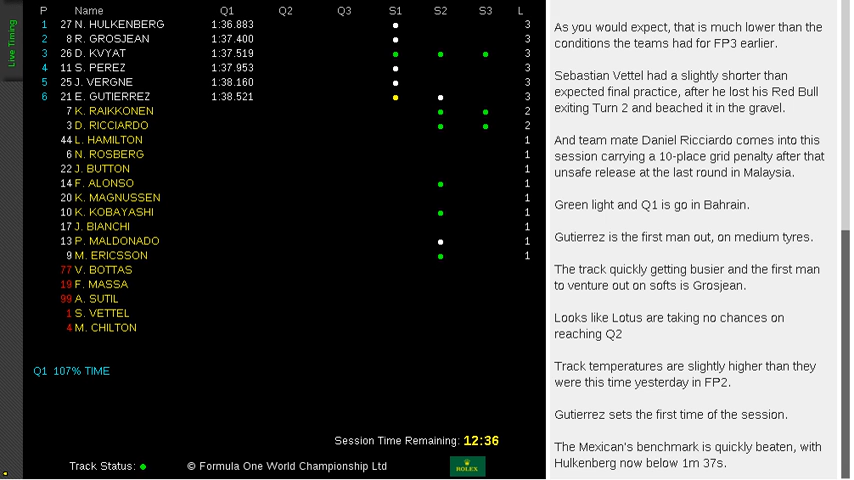 Live Timing
P Name Q1 Q2 Q3 S1 S2 S3 L
1 27 N. HULKENBERG 1:36.883 3
2 8 R. GROSJEAN 1:37.400 3
3 26 D. KVYAT 1:37.519 3
4 11 S. PEREZ 1:37.953 3
5 25 J. VERGNE 1:38.160 3
6 21 E. GUTIERREZ 1:38.521 3
7 K. RAIKKONEN 2
3 D. RICCIARDO 2
44 L. HAMILTON 1
6 N. ROSBERG 1
22 J. BUTTON 1
14 F. ALONSO 1
20 K. MAGNUSSEN 1
10 K. KOBAYASHI 1
17 J. BIANCHI 1
13 P. MALDONADO 1
9 M. ERICSSON 1
77 V. BOTTAS
19 F. MASSA
99 A. SUTIL
1 S. VETTEL
4 M. CHILTON
Q1 107% TIME
Session Time Remaining: 12:36
Track Status: © Formula One World Championship Ltd ROLEX
As you would expect, that is much lower than the
conditions the teams had for FP3 earlier.
Sebastian Vettel had a slightly shorter than
expected final practice, after he lost his Red Bull
exiting Turn 2 and beached it in the gravel.
And team mate Daniel Ricciardo comes into this
session carrying a 10-place grid penalty after that
unsafe release at the last round in Malaysia.
Green light and Q1 is go in Bahrain.
Gutierrez is the first man out, on medium tyres.
The track quickly getting busier and the first man
to venture out on softs is Grosjean.
Looks like Lotus are taking no chances on
reaching Q2
Track temperatures are slightly higher than they
were this time yesterday in FP2.
Gutierrez sets the first time of the session.
The Mexican's benchmark is quickly beaten, with
Hulkenberg now below 1m 37s.